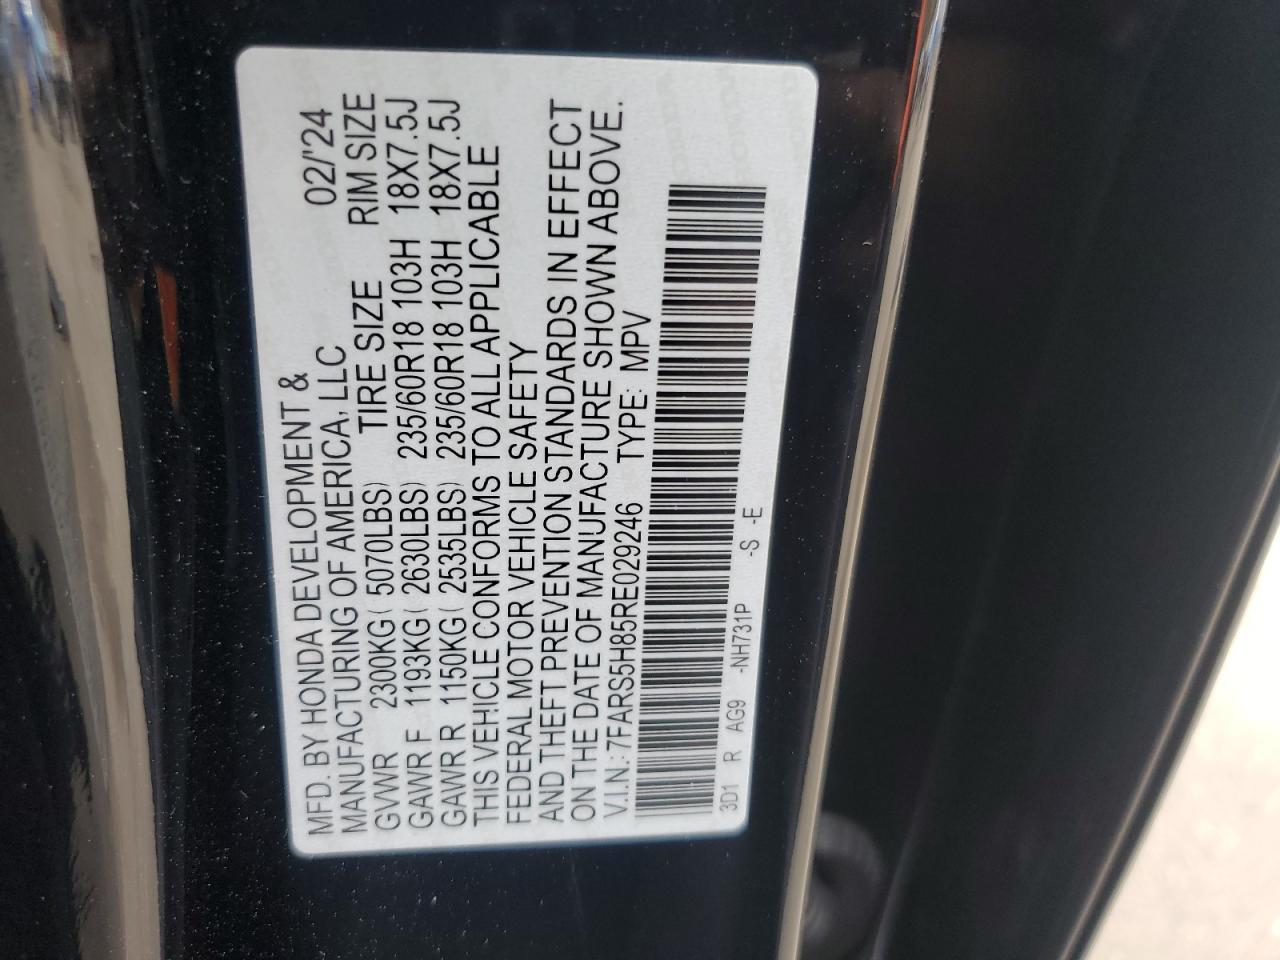 MFD. BY HONDA DEVELOPMENT &
MANUFACTURING OF AMERICA, LLC 02/'24
GVWR 2300KG ( 5070LBS) TIRE SIZE RIM SIZE
GAWR F 1193KG ( 2630LBS) 235/60R18 103H 18X7.5J
GAWR R 1150KG ( 2535LBS) 235/60R18 103H 18X7.5J
THIS VEHICLE CONFORMS TO ALL APPLICABLE
FEDERAL MOTOR VEHICLE SAFETY
AND THEFT PREVENTION STANDARDS IN EFFECT
ON THE DATE OF MANUFACTURE SHOWN ABOVE.
V.I.N.: 7FARS5H85RE029246 TYPE: MPV
3D1 R AG9 -NH731P -S -E